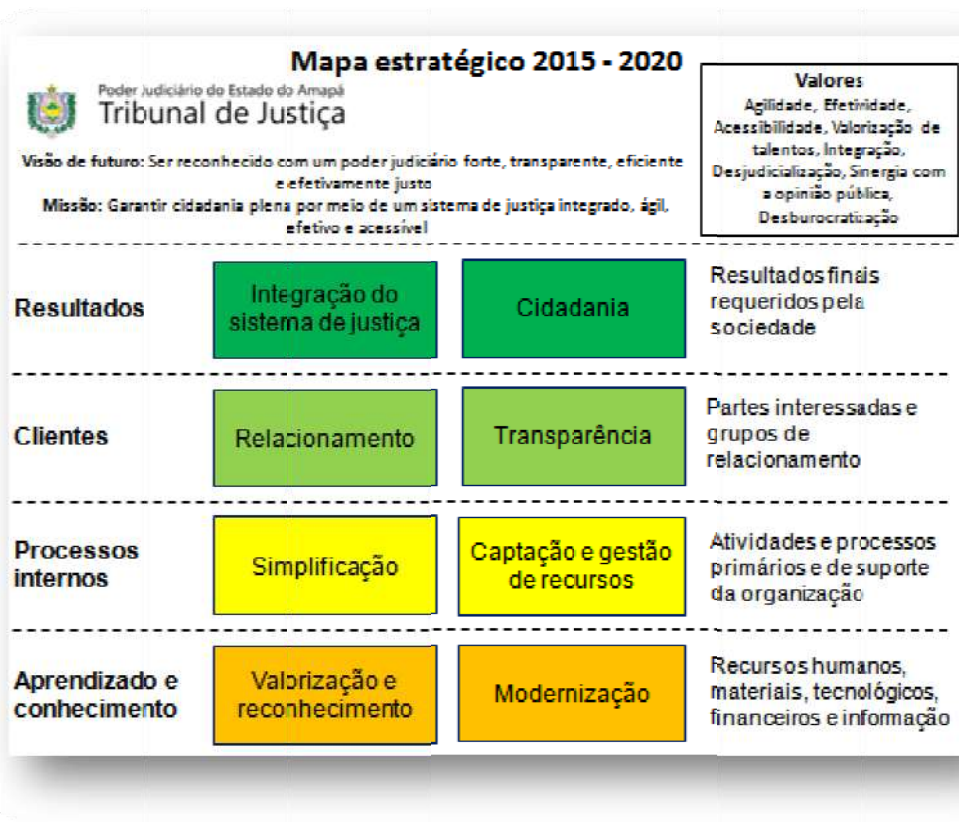 Mapa estratégico 2015 - 2020
Poder Judiciário do Estado do Amapá
Tribunal de Justiça
Visão de futuro: Ser reconhecido com um poder judiciário forte, transparente, eficiente
e efetivamente justo
Missão: Garantir cidadania plena por meio de um sistema de justiça integrado, ágil,
efetivo e acessível
Valores
Agilidade, Efetividade,
Acessibilidade, Valorização de
talentos, Integração,
Desjudicialização, Sinergia com
a opinião pública,
Desburocratização
Resultados
Integração do
sistema de justiça
Cidadania
Resultados finais
requeridos pela
sociedade
Clientes
Relacionamento
Transparência
Partes interessadas e
grupos de
relacionamento
Processos
internos
Simplificação
Captação e gestão
de recursos
Atividades e processos
primários e de suporte
da organização
Aprendizado e
conhecimento
Valorização e
reconhecimento
Modernização
Recursos humanos,
materiais, tecnológicos,
financeiros e informação